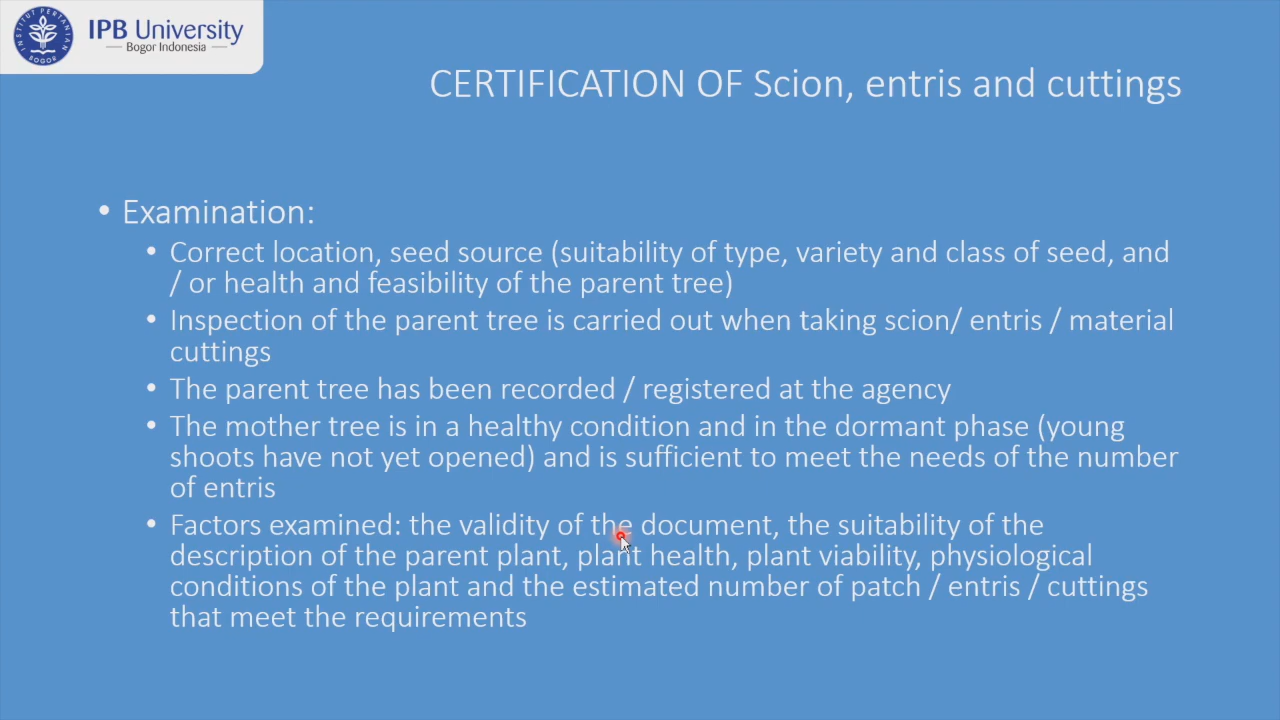 INSTITUT PERTANIAN
BOGOR
IPB University
Bogor Indonesia
CERTIFICATION OF Scion, entris and cuttings
• Examination:
• Correct location, seed source (suitability of type, variety and class of seed, and
/ or health and feasibility of the parent tree)
• Inspection of the parent tree is carried out when taking scion/ entris / material
cuttings
• The parent tree has been recorded / registered at the agency
• The mother tree is in a healthy condition and in the dormant phase (young
shoots have not yet opened) and is sufficient to meet the needs of the number
of entris
• Factors examined: the validity of the document, the suitability of the
description of the parent plant, plant health, plant viability, physiological
conditions of the plant and the estimated number of patch / entris / cuttings
that meet the requirements